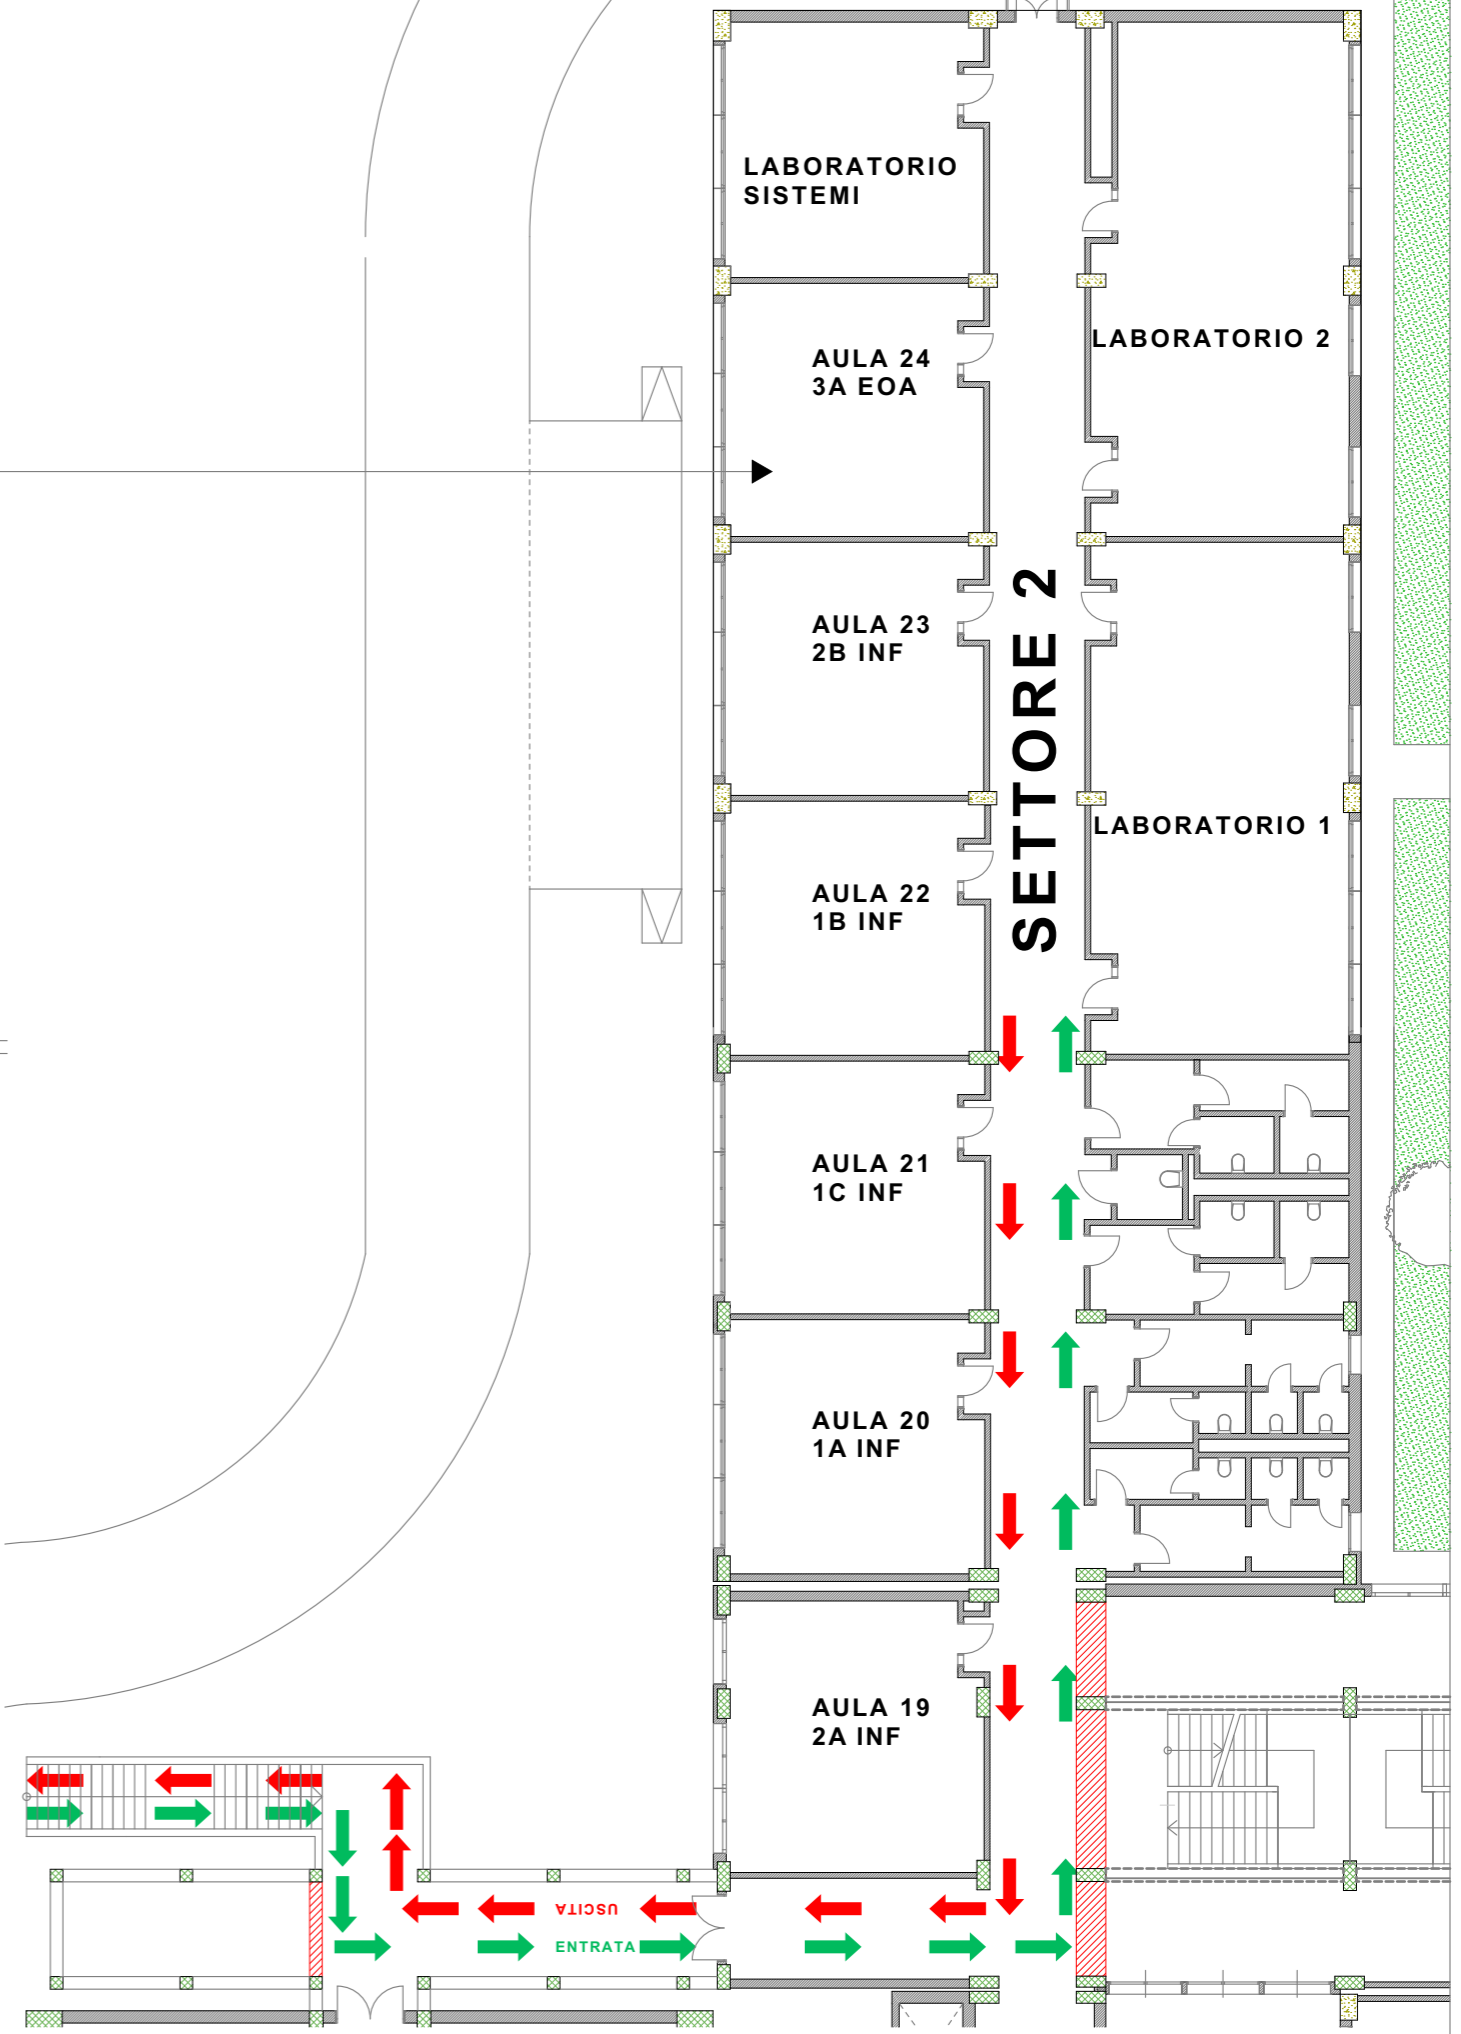 LABORATORIO
SISTEMI
AULA 24
3A EOA
LABORATORIO 2
AULA 23
2B INF
SETTORE 2
LABORATORIO 1
AULA 22
1B INF
AULA 21
1C INF
AULA 20
1A INF
AULA 19
2A INF
USCITA
ENTRATA